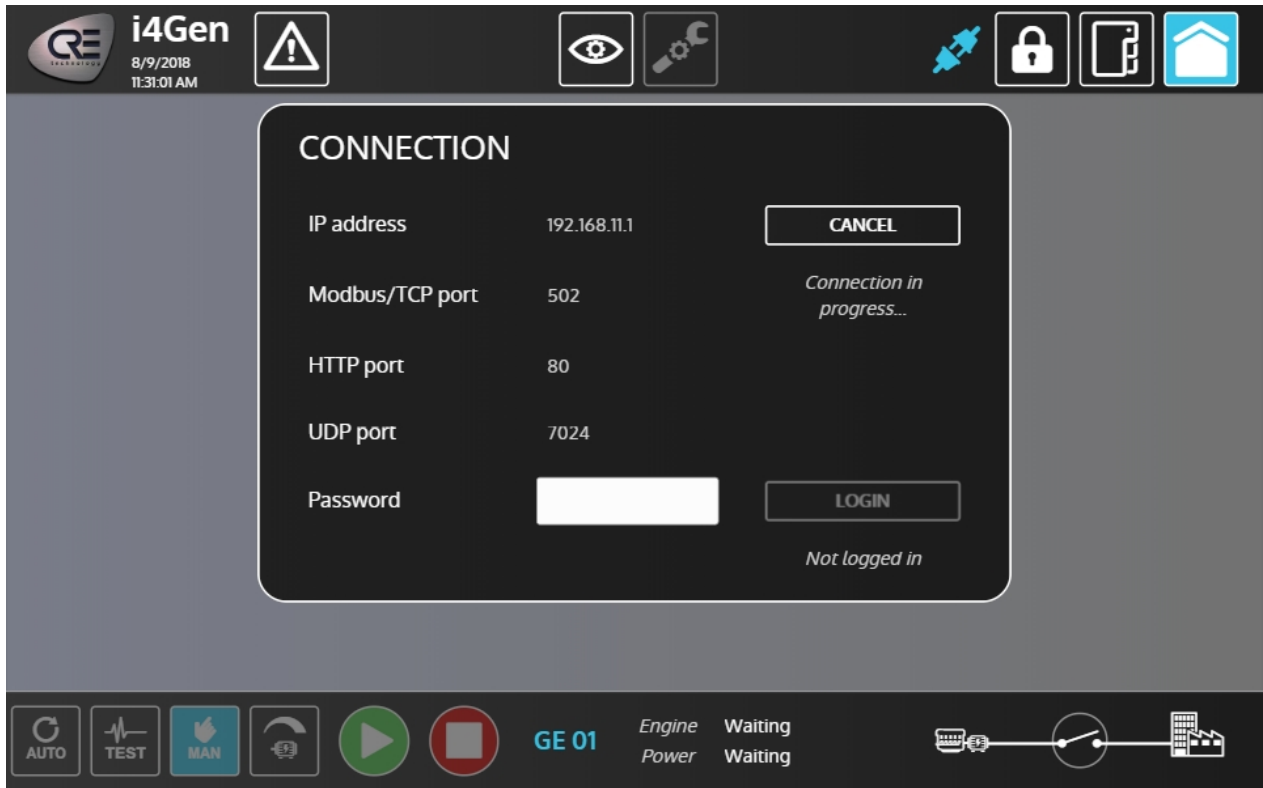 CRE
technology
i4Gen
8/9/2018
11:31:01 AM
CONNECTION
IP address 192.168.11.1 CANCEL
Modbus/TCP port 502 Connection in
progress...
HTTP port 80
UDP port 7024
Password LOGIN
Not logged in
AUTO TEST MAN GE 01 Engine Waiting
Power Waiting